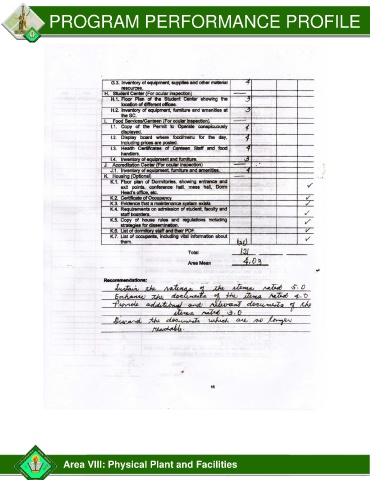 PROGRAM PERFORMANCE PROFILE
G.3. Inventory of equipment, supplies and other material resources. 4
H. Student Center (For ocular inspection)
H.1. Floor Plan of the Student Center showing the location of different offices. 3
H.2. Inventory of equipment, furniture and amenities at the SC. 3
I. Food Services/Canteen (For ocular inspection).
I.1. Copy of the Permit to Operate conspicuously displayed. 4
I.2. Display board where food/menu for the day, including prices are posted. 4
I.3. Health Certificates of Canteen Staff and food handlers. 4
I.4. Inventory of equipment and furniture. 3
J. Accreditation Center (For ocular inspection)
J.1. Inventory of equipment, furniture and amenities. 4
K. Housing (Optional)
K.1. Floor plan of Dormitories, showing entrance and exit points, conference hall, mess hall, Dorm Head's office, etc. ✓
K.2. Certificate of Occupancy ✓
K.3. Evidence that a maintenance system exists ✓
K.4. Requirements on admission of student, faculty and staff boarders. ✓
K.5. Copy of house rules and regulations including strategies for dissemination. ✓
K.6. List of dormitory staff and their PDF. ✓
K.7. List of occupants, including vital information about them. ✓
Total 121
Area Mean 4.03
Recommendations:
Sustain the ratings of the items rated 5.0
Enhance the documents of the items rated 4.0
Provide additional and relevant documents of the
items rated 3.0
Discard the documents which are no longer
readable.
Area VIII: Physical Plant and Facilities